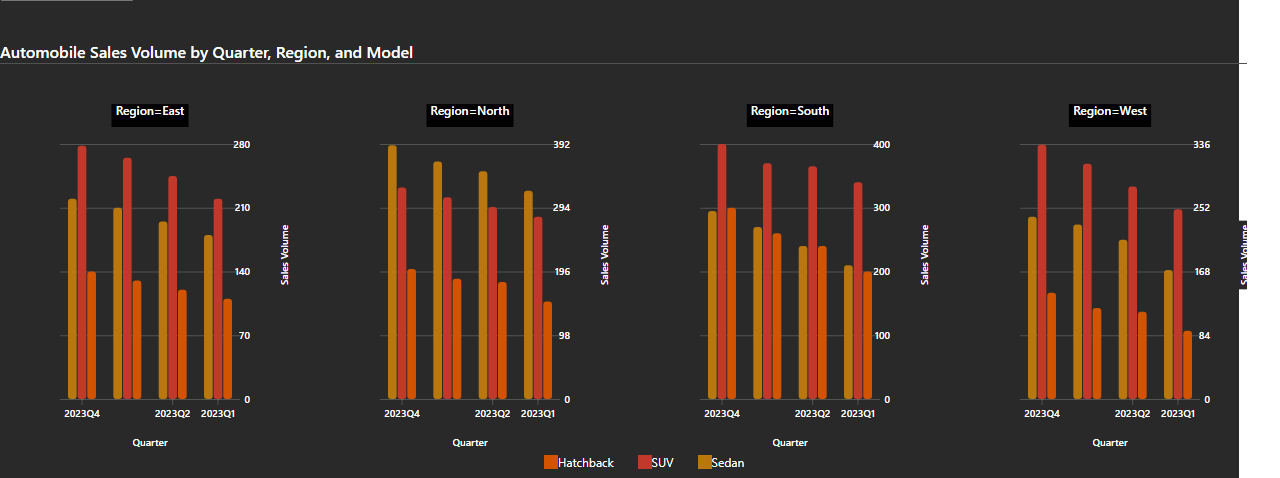 Automobile Sales Volume by Quarter, Region, and Model
Region=East
Region=North
Region=South
Region=West
280
210
140
70
0
Sales Volume
2023Q4
2023Q2
2023Q1
Quarter
392
294
196
98
0
Sales Volume
2023Q4
2023Q2
2023Q1
Quarter
400
300
200
100
0
Sales Volume
2023Q4
2023Q2
2023Q1
Quarter
336
252
168
84
0
Sales Volume
2023Q4
2023Q2
2023Q1
Quarter
Hatchback
SUV
Sedan